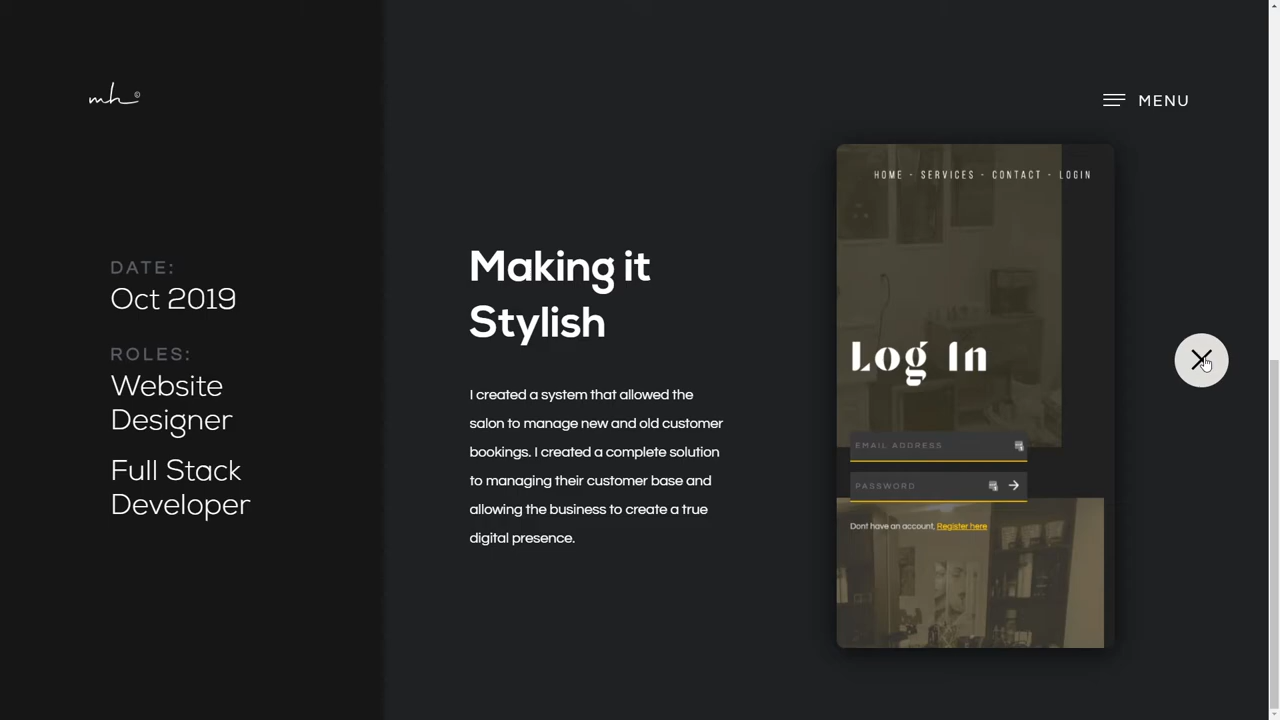 mh ©
MENU
DATE:
Oct 2019
ROLES:
Website
Designer
Full Stack
Developer
Making it
Stylish
I created a system that allowed the
salon to manage new and old customer
bookings. I created a complete solution
to managing their customer base and
allowing the business to create a true
digital presence.
HOME - SERVICES - CONTACT - LOGIN
Log In
EMAIL ADDRESS
PASSWORD
Dont have an account, Register here